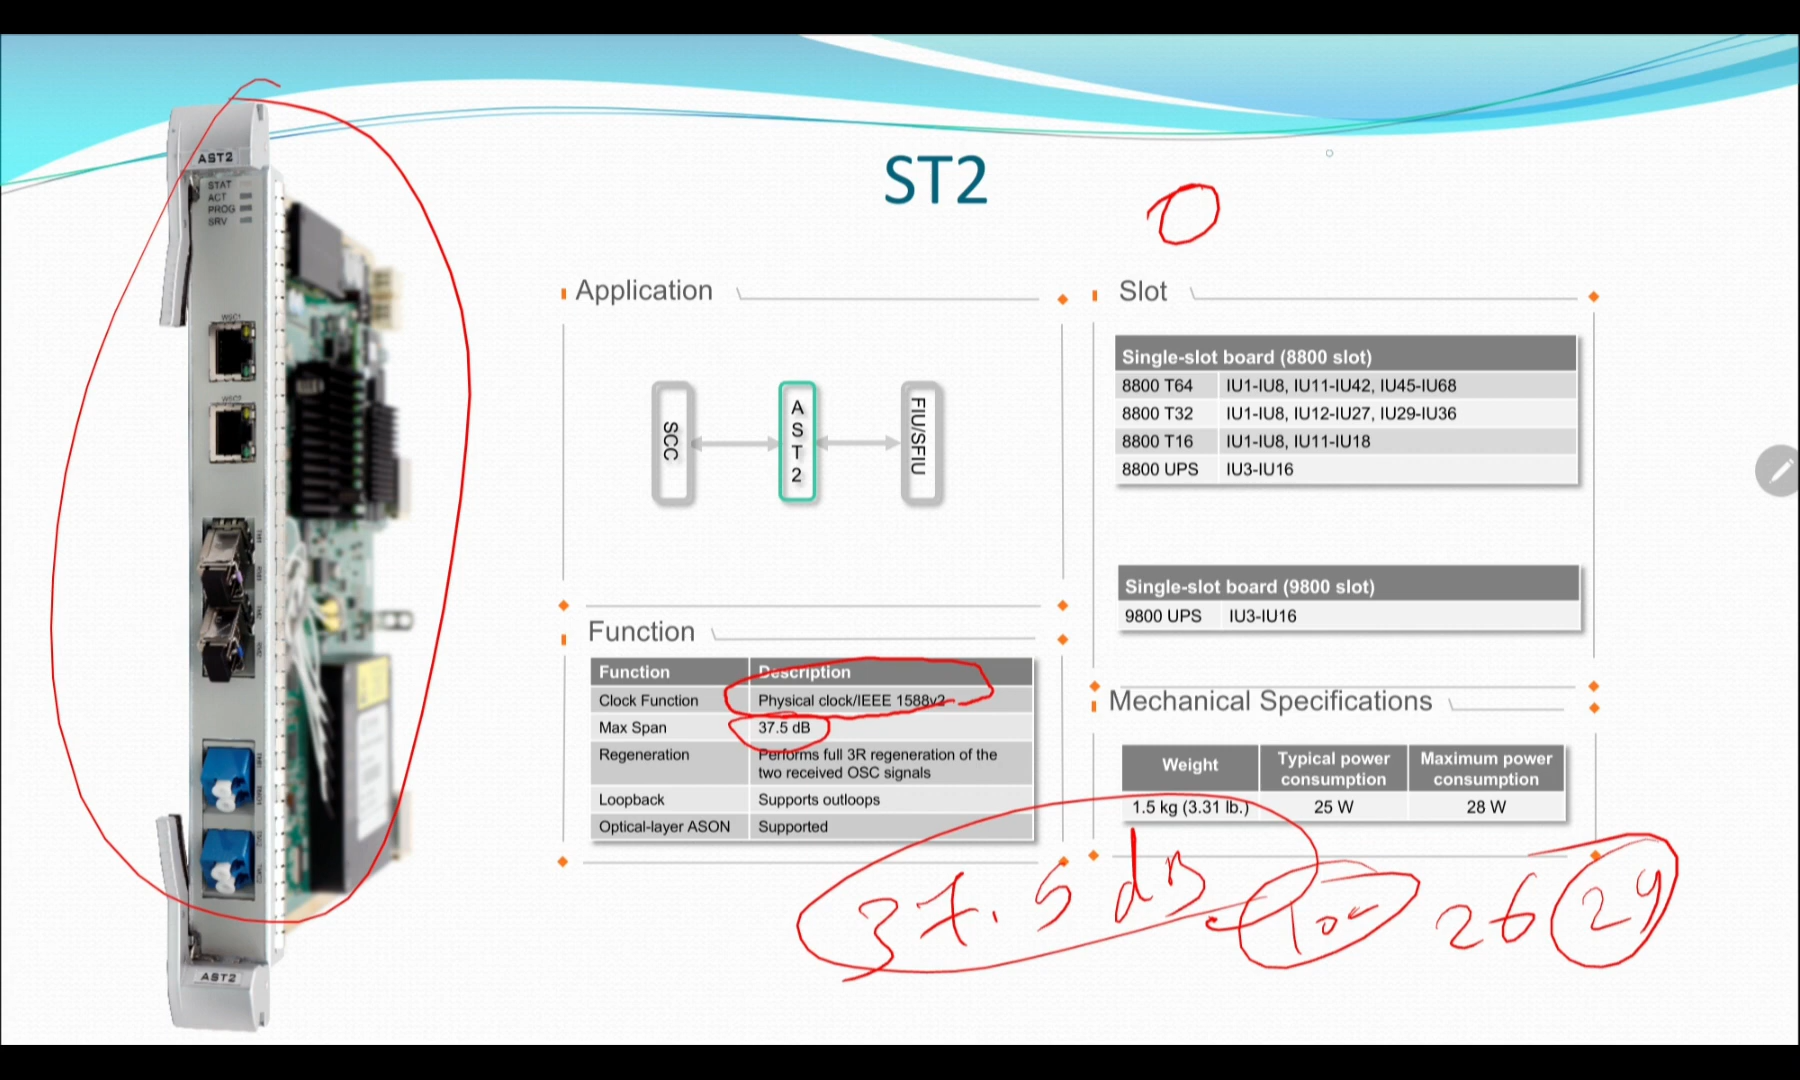 AST2
STAT
ACT
PROG
SRV
WSC1
WSC2
AST2
ST2
Application
SCC
AST2
FIU/SFIU
Function
Function Description
Clock Function Physical clock/IEEE 1588v2
Max Span 37.5 dB
Regeneration Performs full 3R regeneration of the
two received OSC signals
Loopback Supports outloops
Optical-layer ASON Supported
Slot
Single-slot board (8800 slot)
8800 T64 IU1-IU8, IU11-IU42, IU45-IU68
8800 T32 IU1-IU8, IU12-IU27, IU29-IU36
8800 T16 IU1-IU8, IU11-IU18
8800 UPS IU3-IU16
Single-slot board (9800 slot)
9800 UPS IU3-IU16
Mechanical Specifications
Weight Typical power consumption Maximum power consumption
1.5 kg (3.31 lb.) 25 W 28 W
37.5 dB 26 29